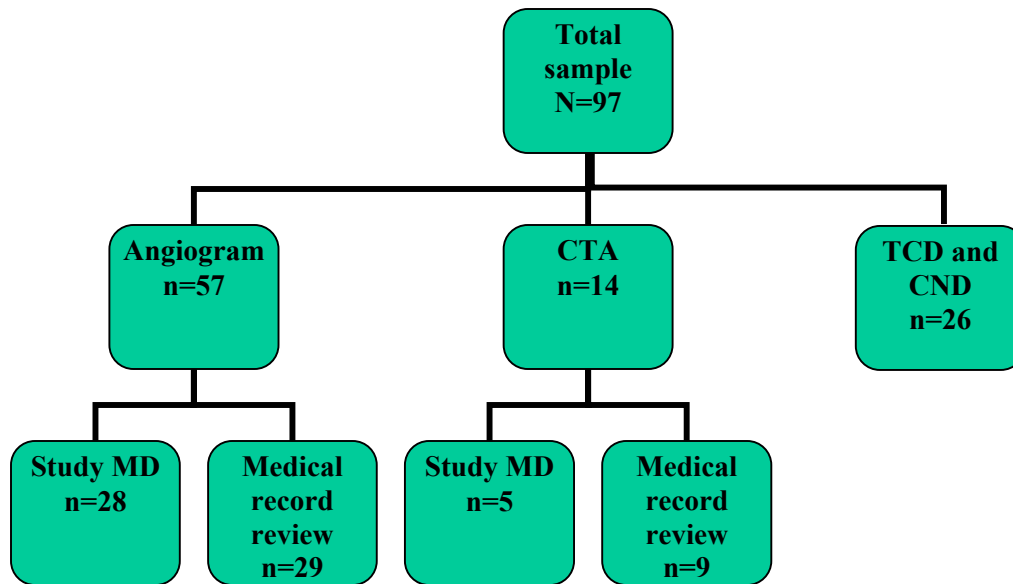 Total
sample
N=97
Angiogram
n=57
CTA
n=14
TCD and
CND
n=26
Study MD
n=28
Medical
record
review
n=29
Study MD
n=5
Medical
record
review
n=9